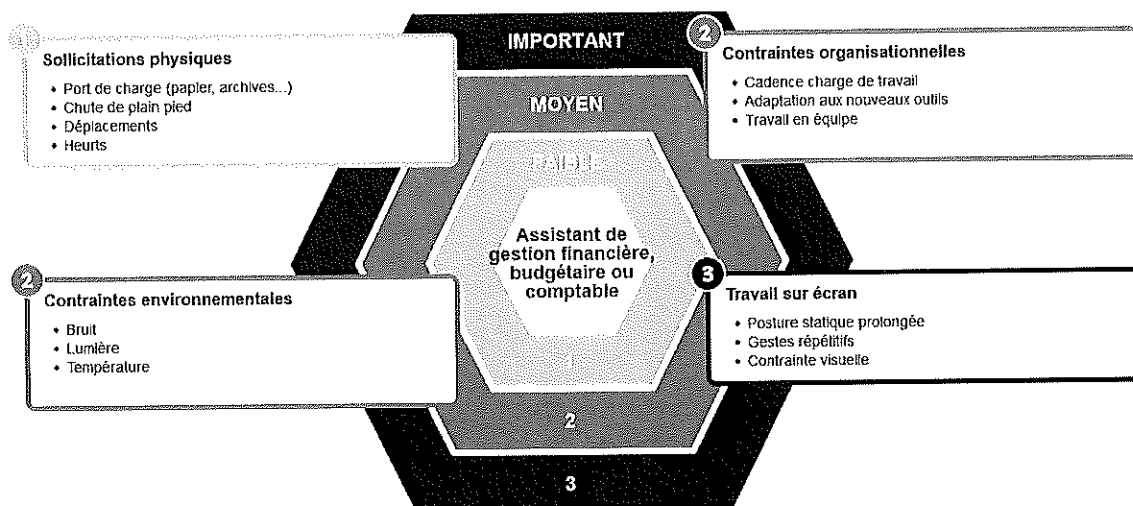 IMPORTANT
MOYEN
FAIBLE
Assistant de
gestion financière,
budgétaire ou
comptable
1
2
3
Sollicitations physiques
• Port de charge (papier, archives...)
• Chute de plain pied
• Déplacements
• Heurts
2
Contraintes organisationnelles
• Cadence charge de travail
• Adaptation aux nouveaux outils
• Travail en équipe
2
Contraintes environnementales
• Bruit
• Lumière
• Température
3
Travail sur écran
• Posture statique prolongée
• Gestes répétitifs
• Contrainte visuelle